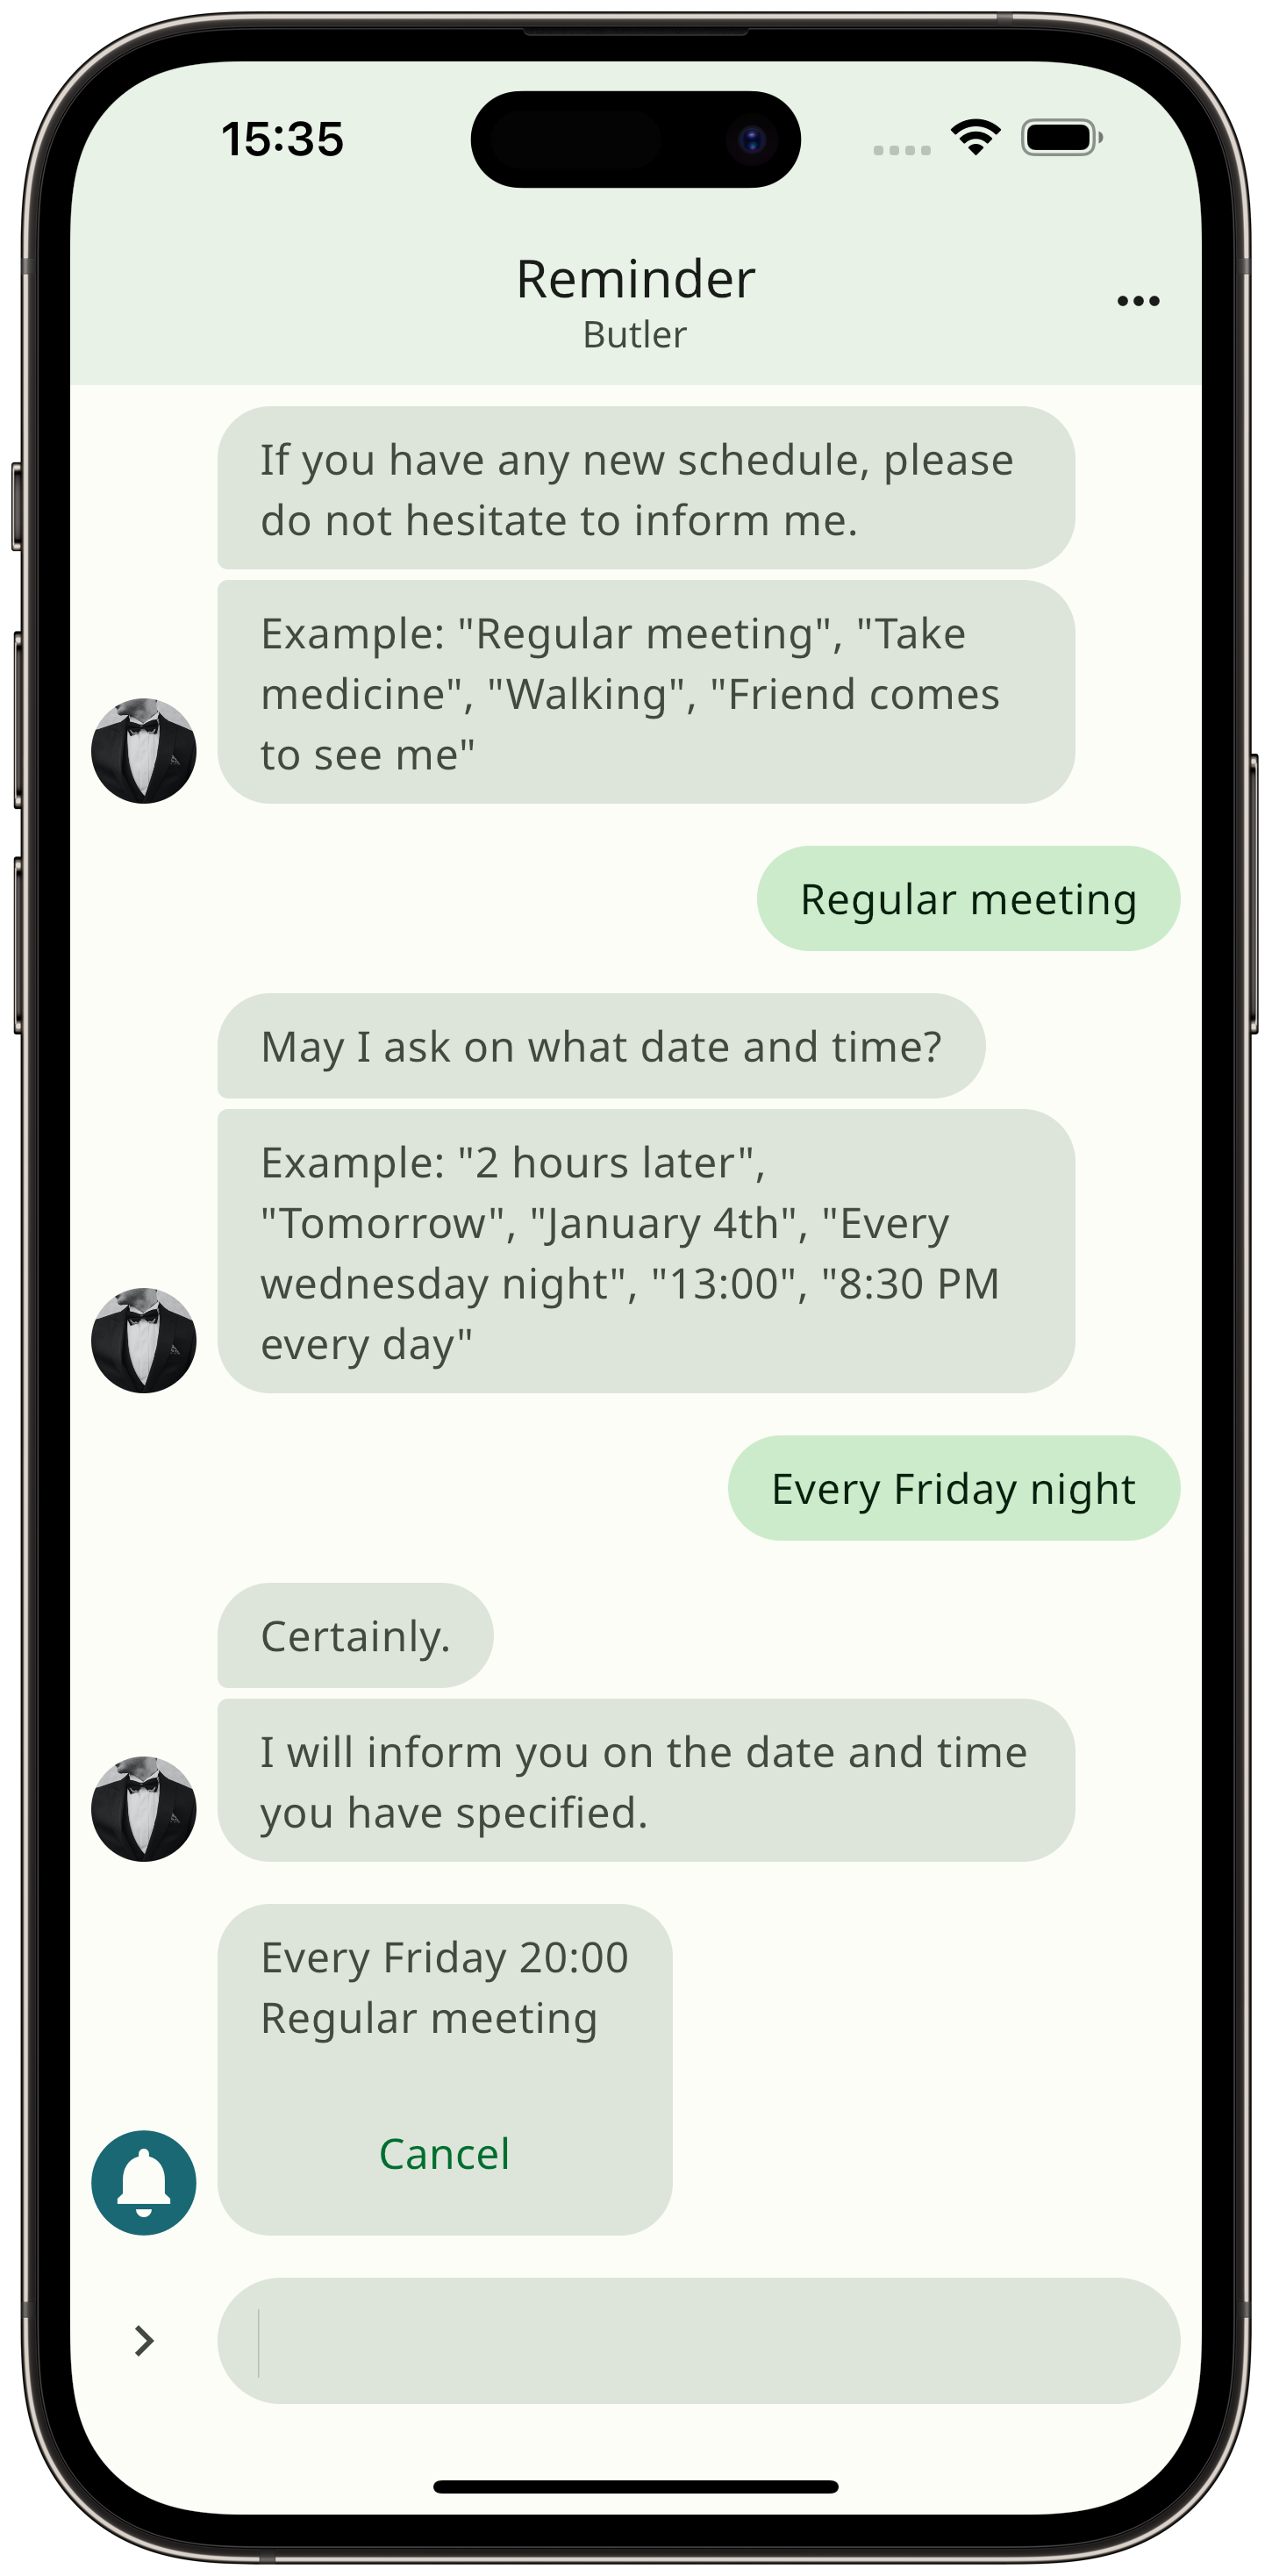 15:35
Reminder
Butler
If you have any new schedule, please
do not hesitate to inform me.
Example: "Regular meeting", "Take
medicine", "Walking", "Friend comes
to see me"
Regular meeting
May I ask on what date and time?
Example: "2 hours later",
"Tomorrow", "January 4th", "Every
wednesday night", "13:00", "8:30 PM
every day"
Every Friday night
Certainly.
I will inform you on the date and time
you have specified.
Every Friday 20:00
Regular meeting
Cancel